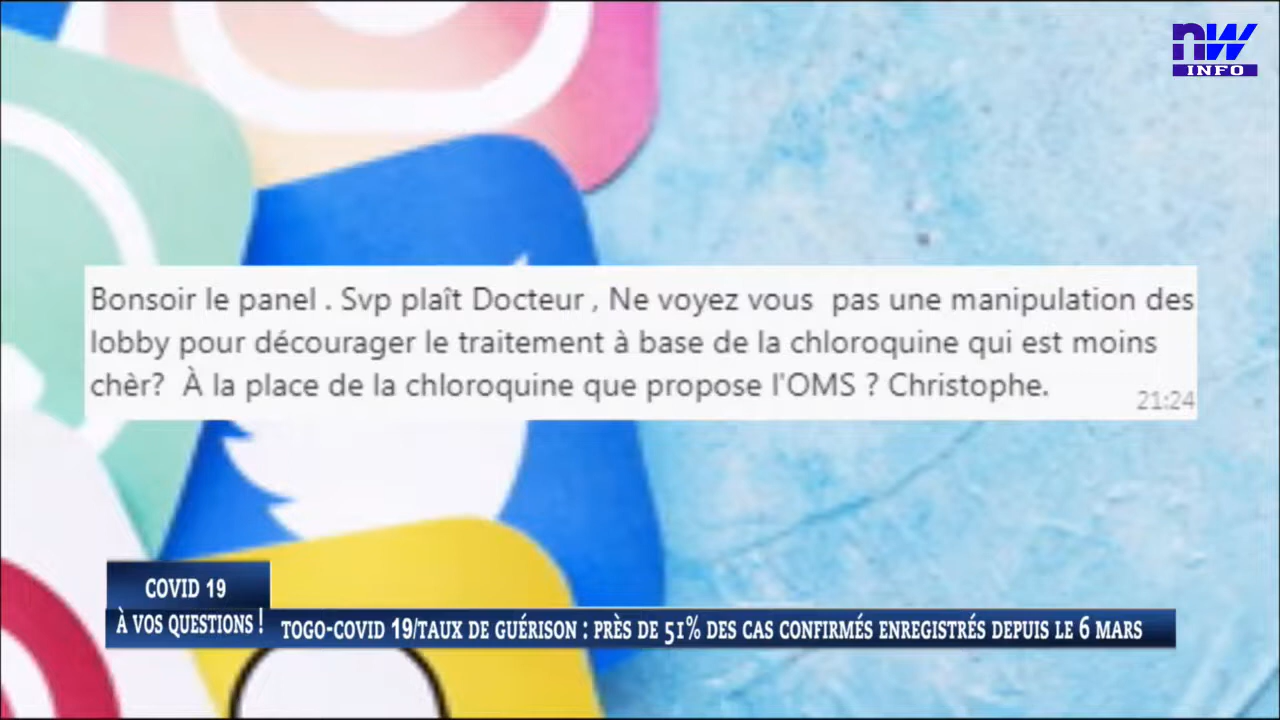 nw
INFO
Bonsoir le panel . Svp plaît Docteur , Ne voyez vous  pas une manipulation des
lobby pour décourager le traitement à base de la chloroquine qui est moins
chèr?  À la place de la chloroquine que propose l'OMS ? Christophe.
21:24
COVID 19
À VOS QUESTIONS !
TOGO-COVID 19/TAUX DE GUÉRISON : PRÈS DE 51% DES CAS CONFIRMÉS ENREGISTRÉS DEPUIS LE 6 MARS